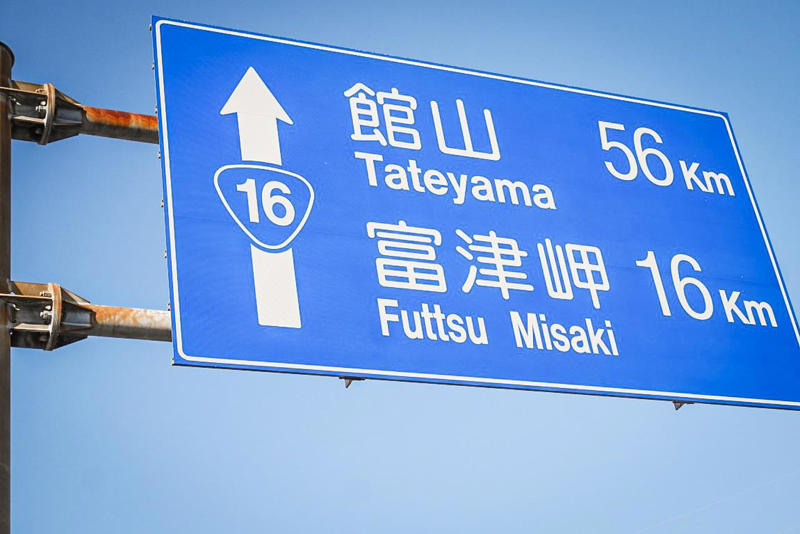 館山 56 Km
Tateyama
16
富津岬 16 Km
Futtsu Misaki